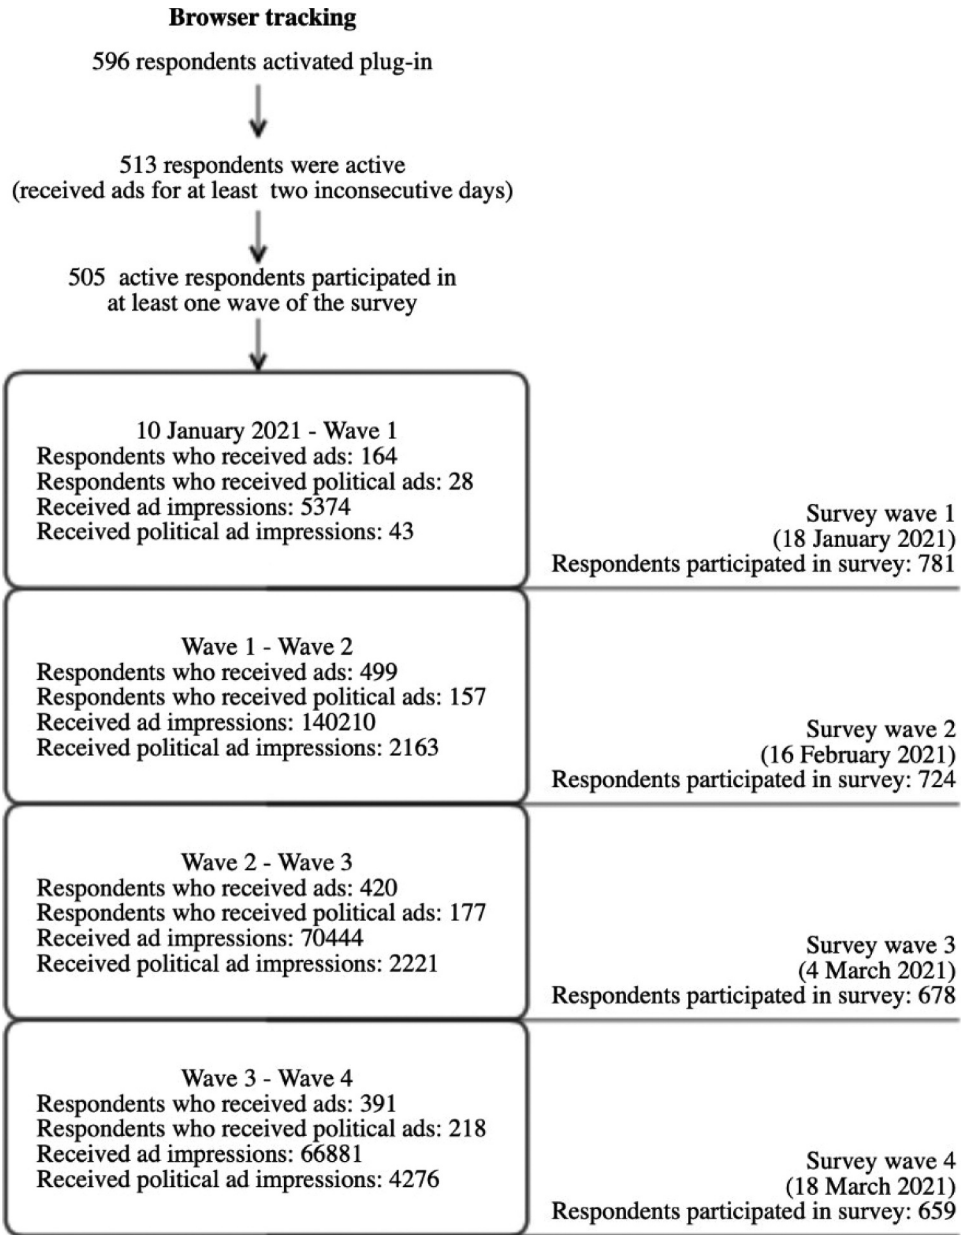 Browser tracking
596 respondents activated plug-in
513 respondents were active
(received ads for at least  two inconsecutive days)
505  active respondents participated in
at least one wave of the survey
10 January 2021 - Wave 1
Respondents who received ads: 164
Respondents who received political ads: 28
Received ad impressions: 5374
Received political ad impressions: 43
Survey wave 1
(18 January 2021)
Respondents participated in survey: 781
Wave 1 - Wave 2
Respondents who received ads: 499
Respondents who received political ads: 157
Received ad impressions: 140210
Received political ad impressions: 2163
Survey wave 2
(16 February 2021)
Respondents participated in survey: 724
Wave 2 - Wave 3
Respondents who received ads: 420
Respondents who received political ads: 177
Received ad impressions: 70444
Received political ad impressions: 2221
Survey wave 3
(4 March 2021)
Respondents participated in survey: 678
Wave 3 - Wave 4
Respondents who received ads: 391
Respondents who received political ads: 218
Received ad impressions: 66881
Received political ad impressions: 4276
Survey wave 4
(18 March 2021)
Respondents participated in survey: 659